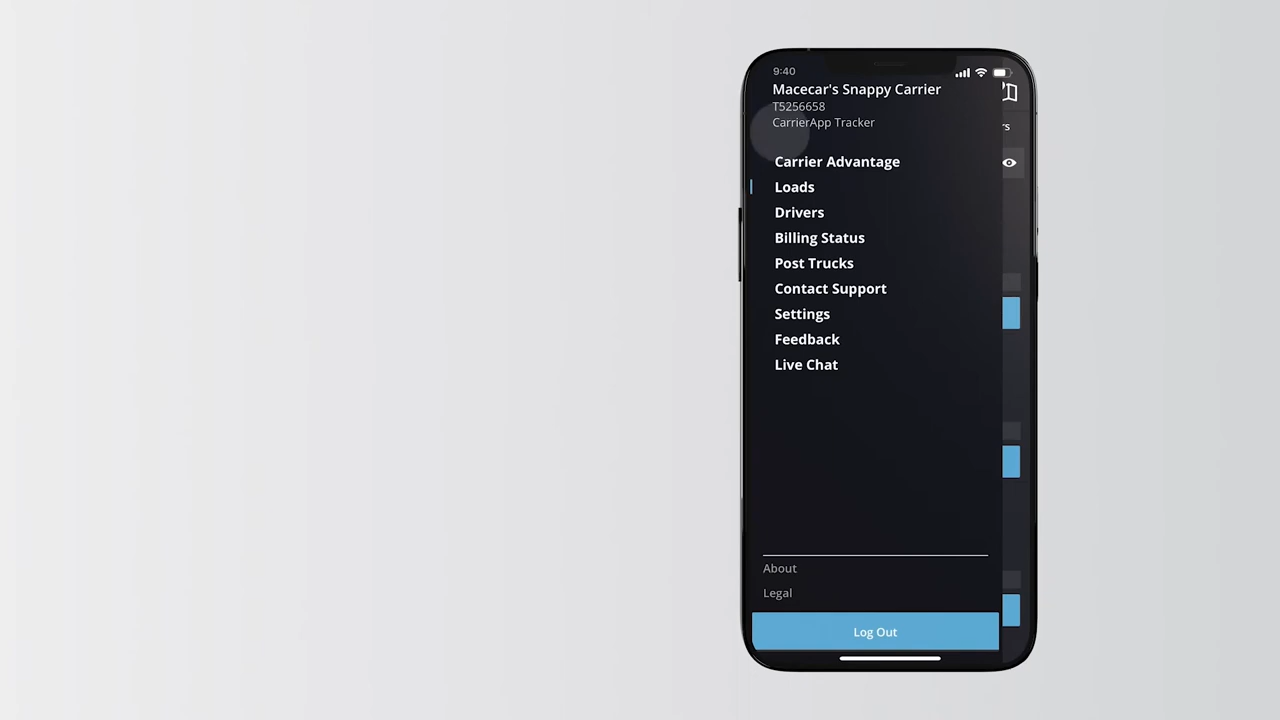 9:40
Macecar's Snappy Carrier
T5256658
CarrierApp Tracker
rs
Carrier Advantage
Loads
Drivers
Billing Status
Post Trucks
Contact Support
Settings
Feedback
Live Chat
About
Legal
Log Out